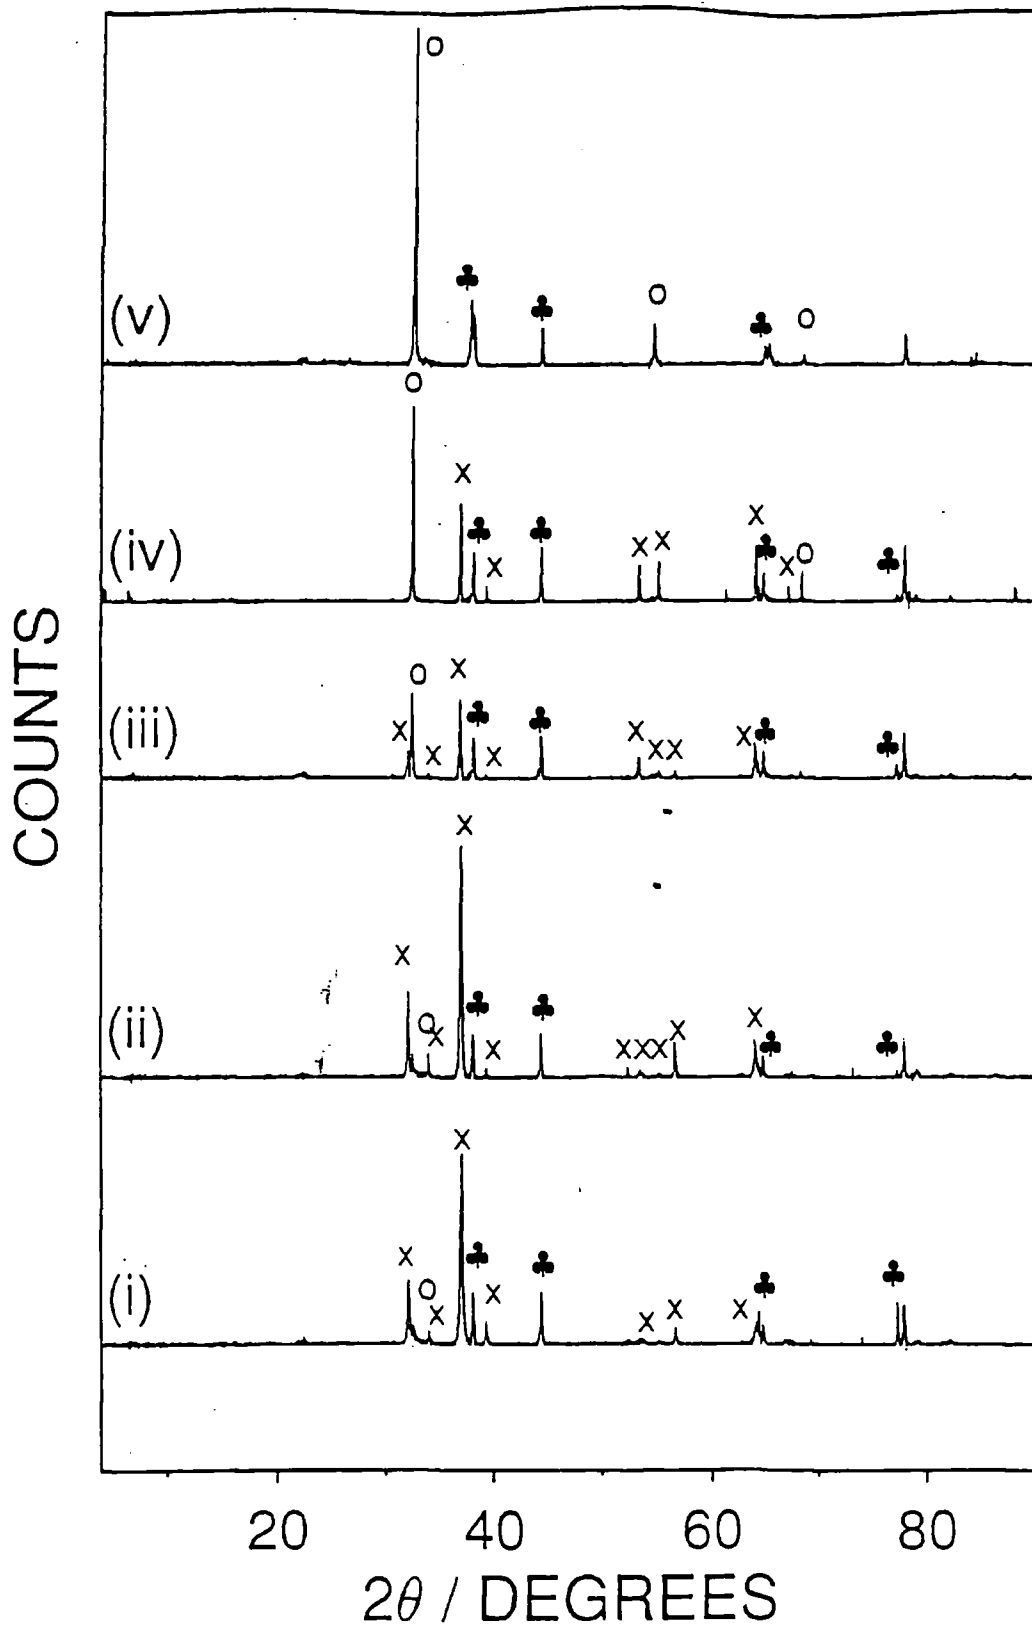 (v)
(iv)
(iii)
(ii)
(i)
COUNTS
20 40 60 80
2θ / DEGREES